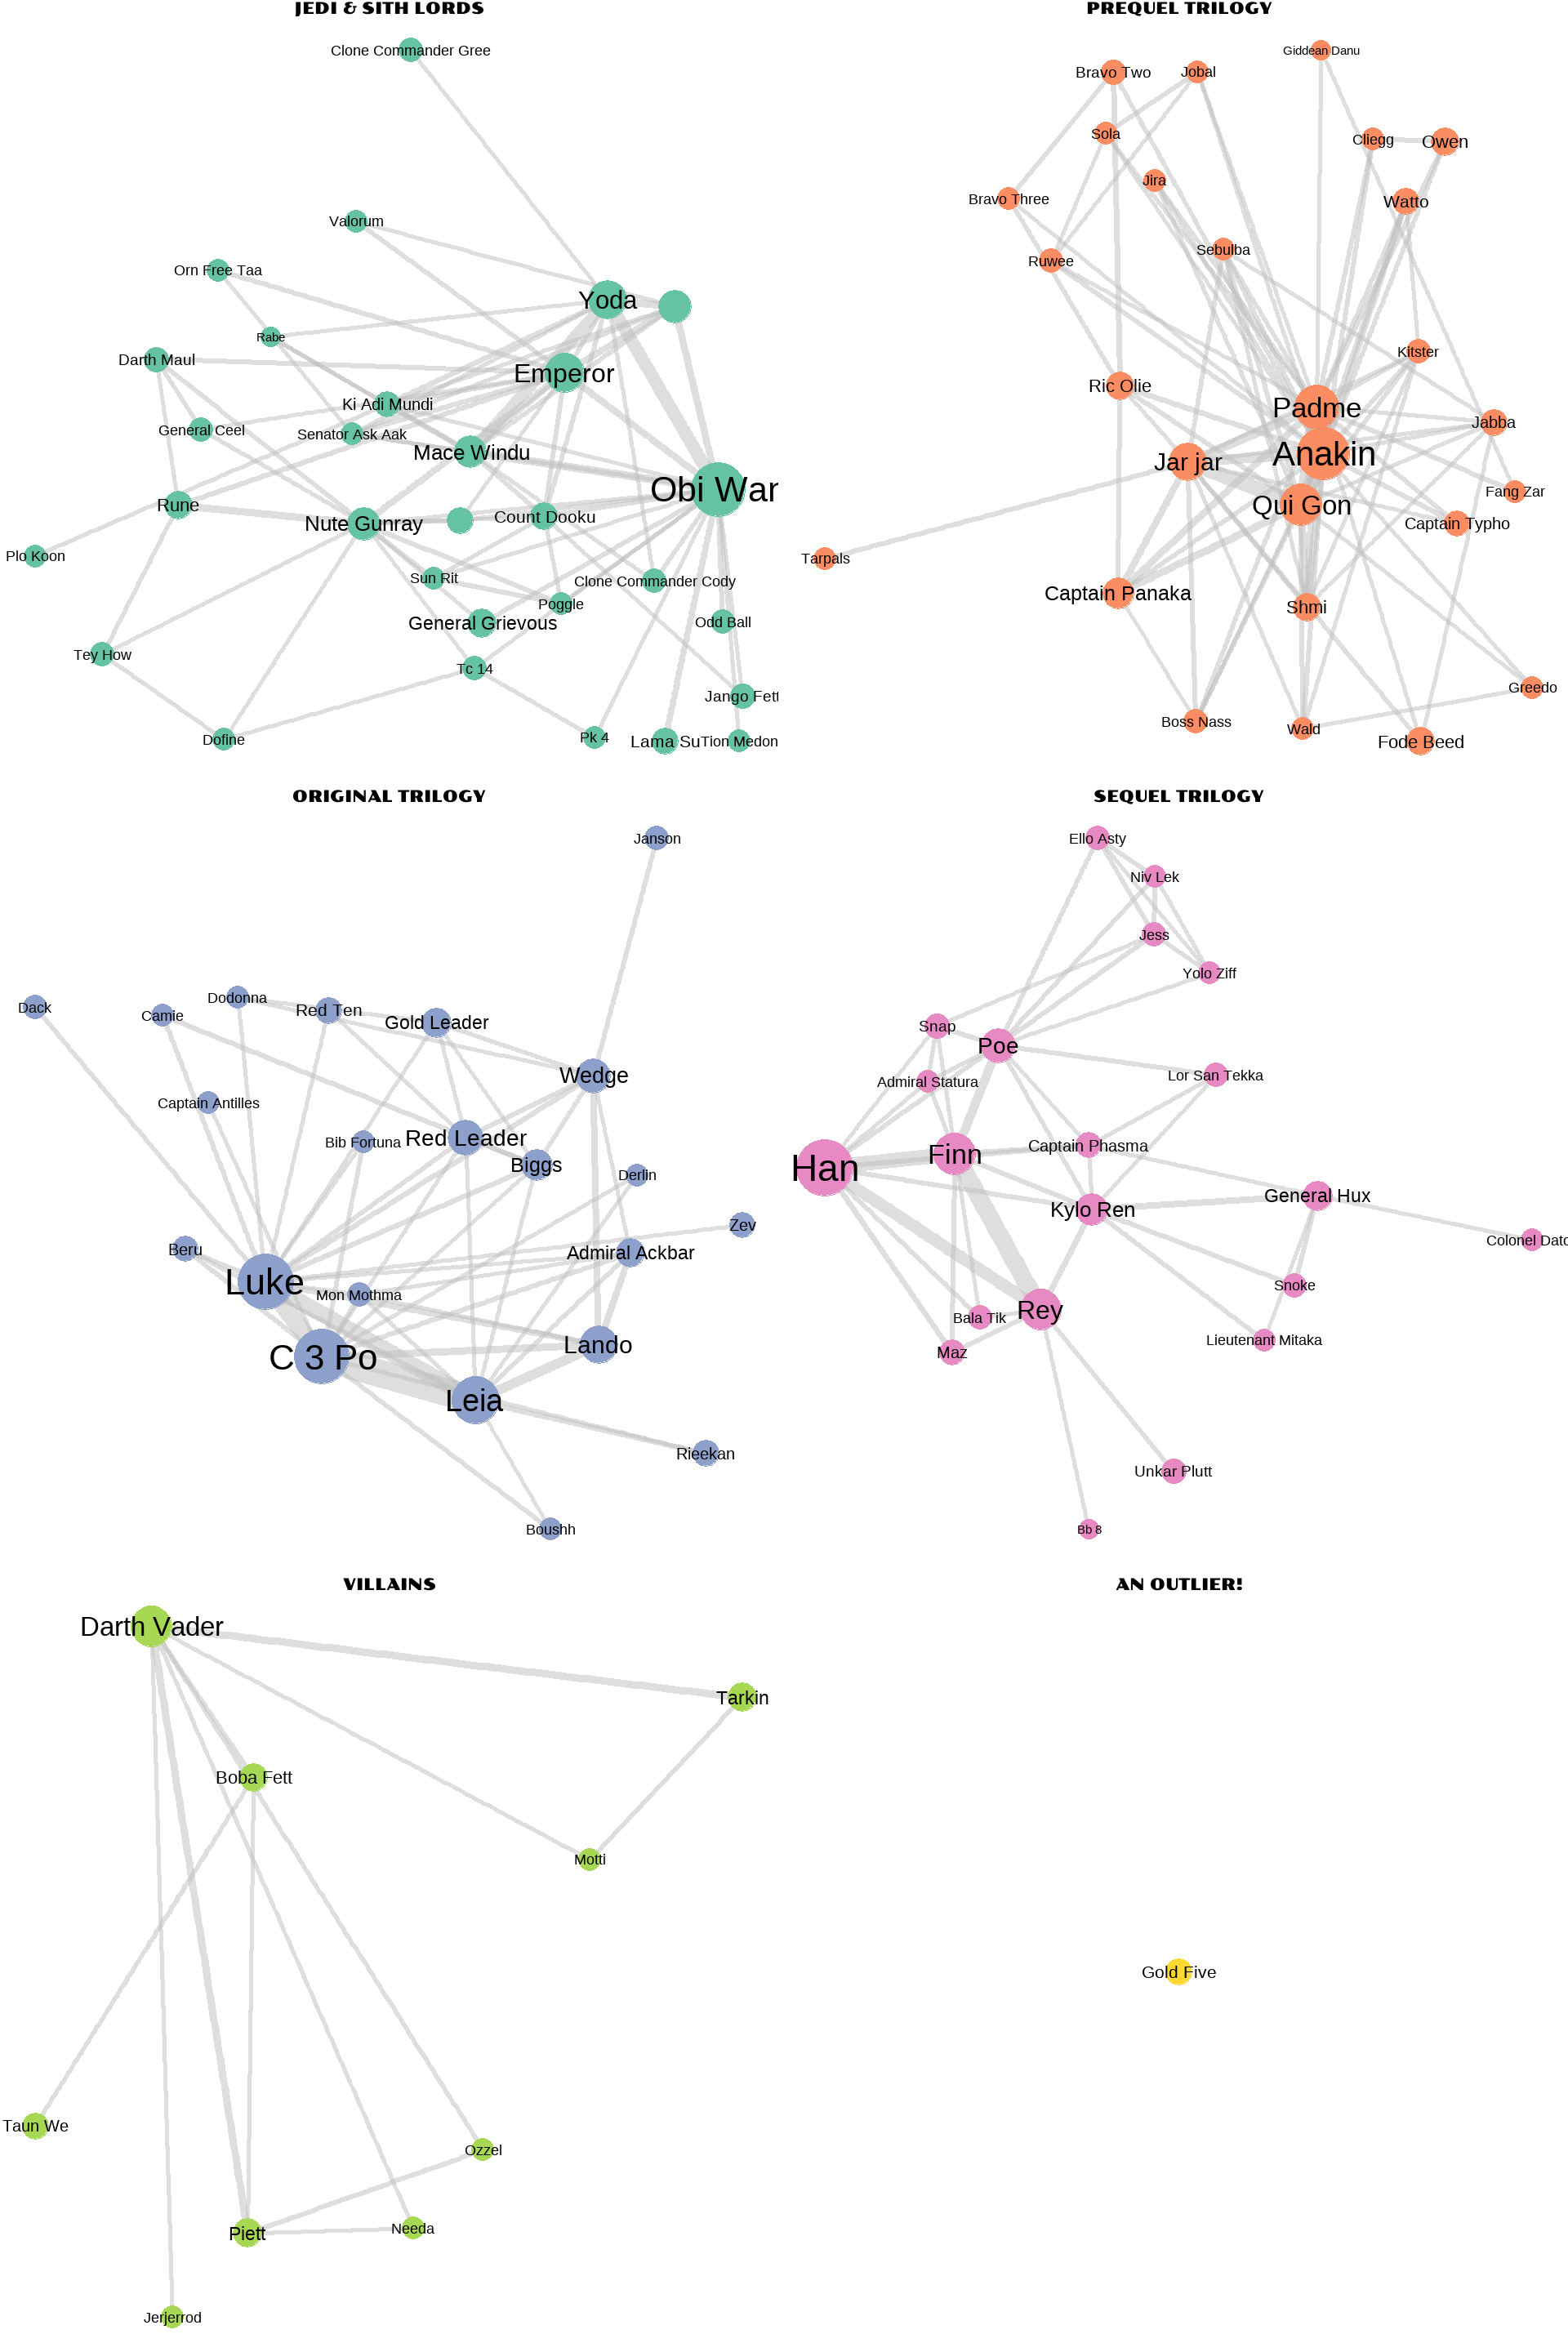 JEDI & SITH LORDS
Clone Commander Gree
Valorum
Orn Free Taa
Yoda
Rabe
Darth Maul
Emperor
Ki Adi Mundi
General Ceel
Senator Ask Aak
Mace Windu
Obi War
Rune
Count Dooku
Nute Gunray
Plo Koon
Sun Rit
Clone Commander Cody
Poggle
General Grievous
Odd Ball
Tey How
Tc 14
Jango Fett
Dofine
Pk 4
Lama Su
Tion Medon
PREQUEL TRILOGY
Giddean Danu
Bravo Two
Jobal
Sola
Cliegg
Owen
Jira
Bravo Three
Watto
Sebulba
Ruwee
Kitster
Ric Olie
Padme
Jabba
Anakin
Jar jar
Fang Zar
Qui Gon
Captain Typho
Tarpals
Captain Panaka
Shmi
Greedo
Boss Nass
Wald
Fode Beed
ORIGINAL TRILOGY
Janson
Dodonna
Dack
Red Ten
Camie
Gold Leader
Wedge
Captain Antilles
Red Leader
Bib Fortuna
Biggs
Derlin
Zev
Beru
Admiral Ackbar
Luke
Mon Mothma
Lando
C 3 Po
Leia
Rieekan
Boushh
SEQUEL TRILOGY
Ello Asty
Niv Lek
Jess
Yolo Ziff
Snap
Poe
Lor San Tekka
Admiral Statura
Captain Phasma
Finn
Han
General Hux
Kylo Ren
Colonel Datc
Snoke
Rey
Bala Tik
Lieutenant Mitaka
Maz
Unkar Plutt
Bb 8
VILLAINS
Darth Vader
Tarkin
Boba Fett
Motti
Taun We
Ozzel
Needa
Piett
Jerjerrod
AN OUTLIER!
Gold Five